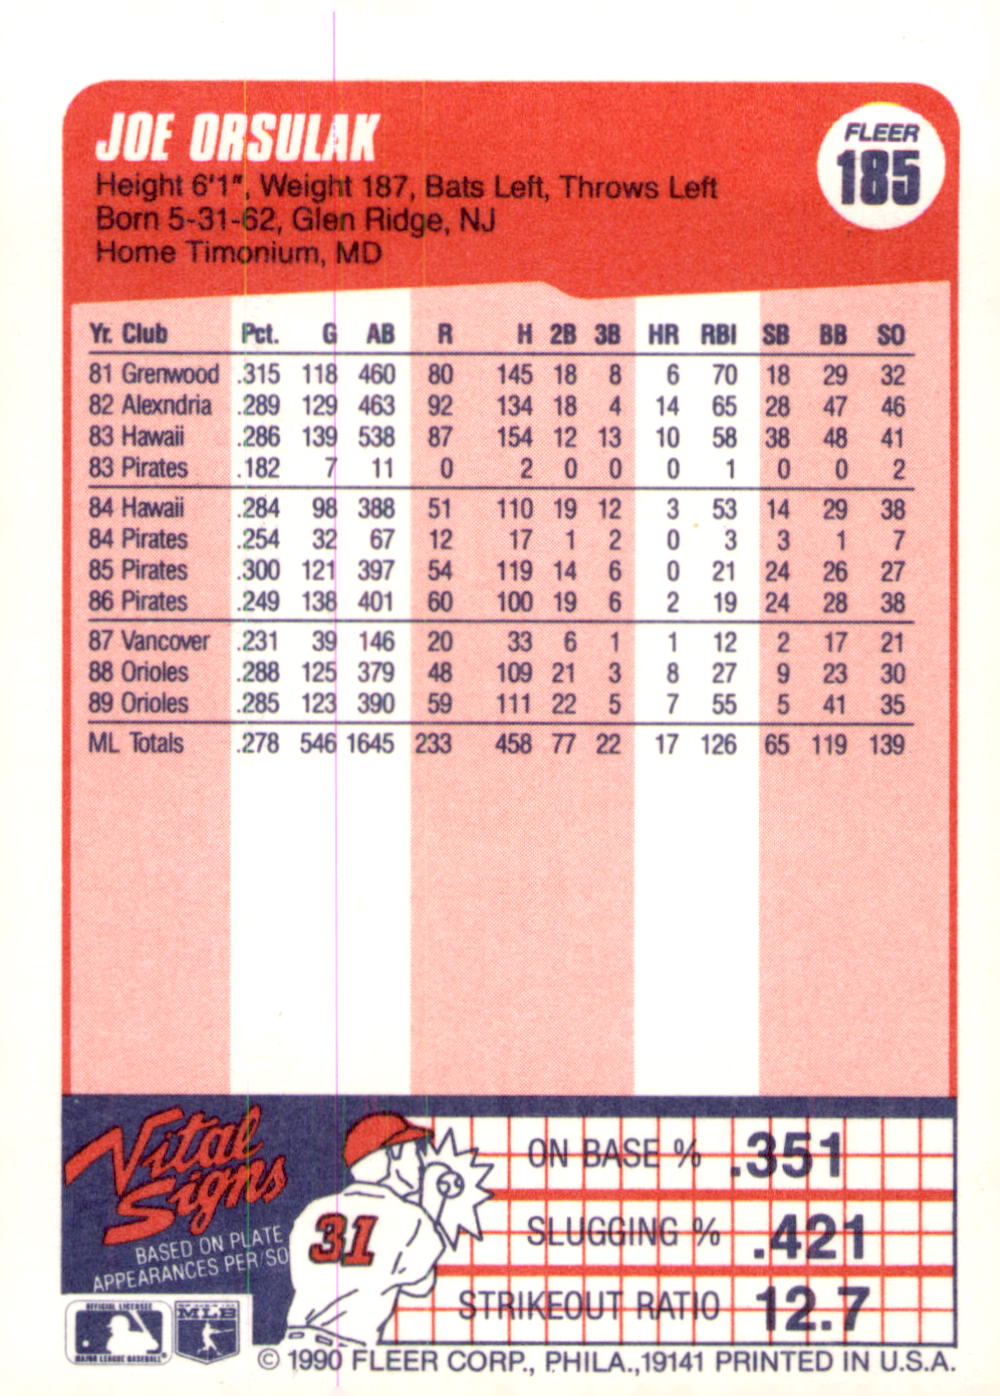 JOE ORSULAK
FLEER
185
Height 6'1", Weight 187, Bats Left, Throws Left
Born 5-31-62, Glen Ridge, NJ
Home Timonium, MD
Yr. Club Pct. G AB R H 2B 3B HR RBI SB BB SO
81 Grenwood .315 118 460 80 145 18 8 6 70 18 29 32
82 Alexndria .289 129 463 92 134 18 4 14 65 28 47 46
83 Hawaii .286 139 538 87 154 12 13 10 58 38 48 41
83 Pirates .182 7 11 0 2 0 0 0 1 0 0 2
84 Hawaii .284 98 388 51 110 19 12 3 53 14 29 38
84 Pirates .254 32 67 12 17 1 2 0 3 3 1 7
85 Pirates .300 121 397 54 119 14 6 0 21 24 26 27
86 Pirates .249 138 401 60 100 19 6 2 19 24 28 38
87 Vancover .231 39 146 20 33 6 1 1 12 2 17 21
88 Orioles .288 125 379 48 109 21 3 8 27 9 23 30
89 Orioles .285 123 390 59 111 22 5 7 55 5 41 35
ML Totals .278 546 1645 233 458 77 22 17 126 65 119 139
Vital
Signs
BASED ON PLATE
APPEARANCES PER/SO
31
ON BASE % .351
SLUGGING % .421
STRIKEOUT RATIO 12.7
OFFICIAL LICENSEE
MAJOR LEAGUE BASEBALL
MLB
© 1990 FLEER CORP., PHILA.,19141 PRINTED IN U.S.A.